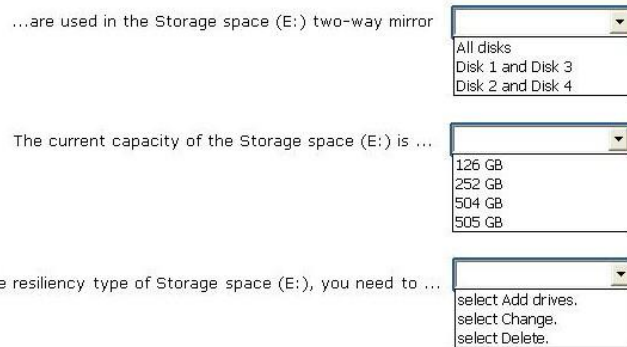 ...are used in the Storage space (E:) two-way mirror
All disks
Disk 1 and Disk 3
Disk 2 and Disk 4
The current capacity of the Storage space (E:) is ...
126 GB
252 GB
504 GB
505 GB
resiliency type of Storage space (E:), you need to ...
select Add drives.
select Change.
select Delete.